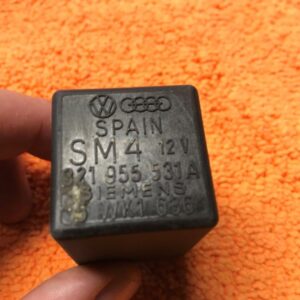 SPAIN
SM4 12V
321 955 531A
SIEMENS